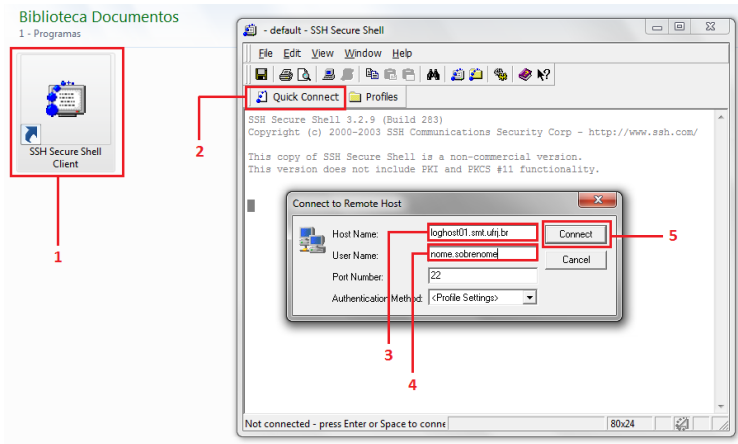 Biblioteca Documentos
1 - Programas
SSH Secure Shell
Client
1
2
- default - SSH Secure Shell
File Edit View Window Help
Quick Connect Profiles
SSH Secure Shell 3.2.9 (Build 283)
Copyright (c) 2000-2003 SSH Communications Security Corp - http://www.ssh.com/
This copy of SSH Secure Shell is a non-commercial version.
This version does not include PKI and PKCS #11 functionality.
Connect to Remote Host
Host Name: loghost01.smt.ufrj.br Connect
User Name: nome.sobrenome Cancel
Port Number: 22
Authentication Method: <Profile Settings>
5
3
4
Not connected - press Enter or Space to conne 80x24